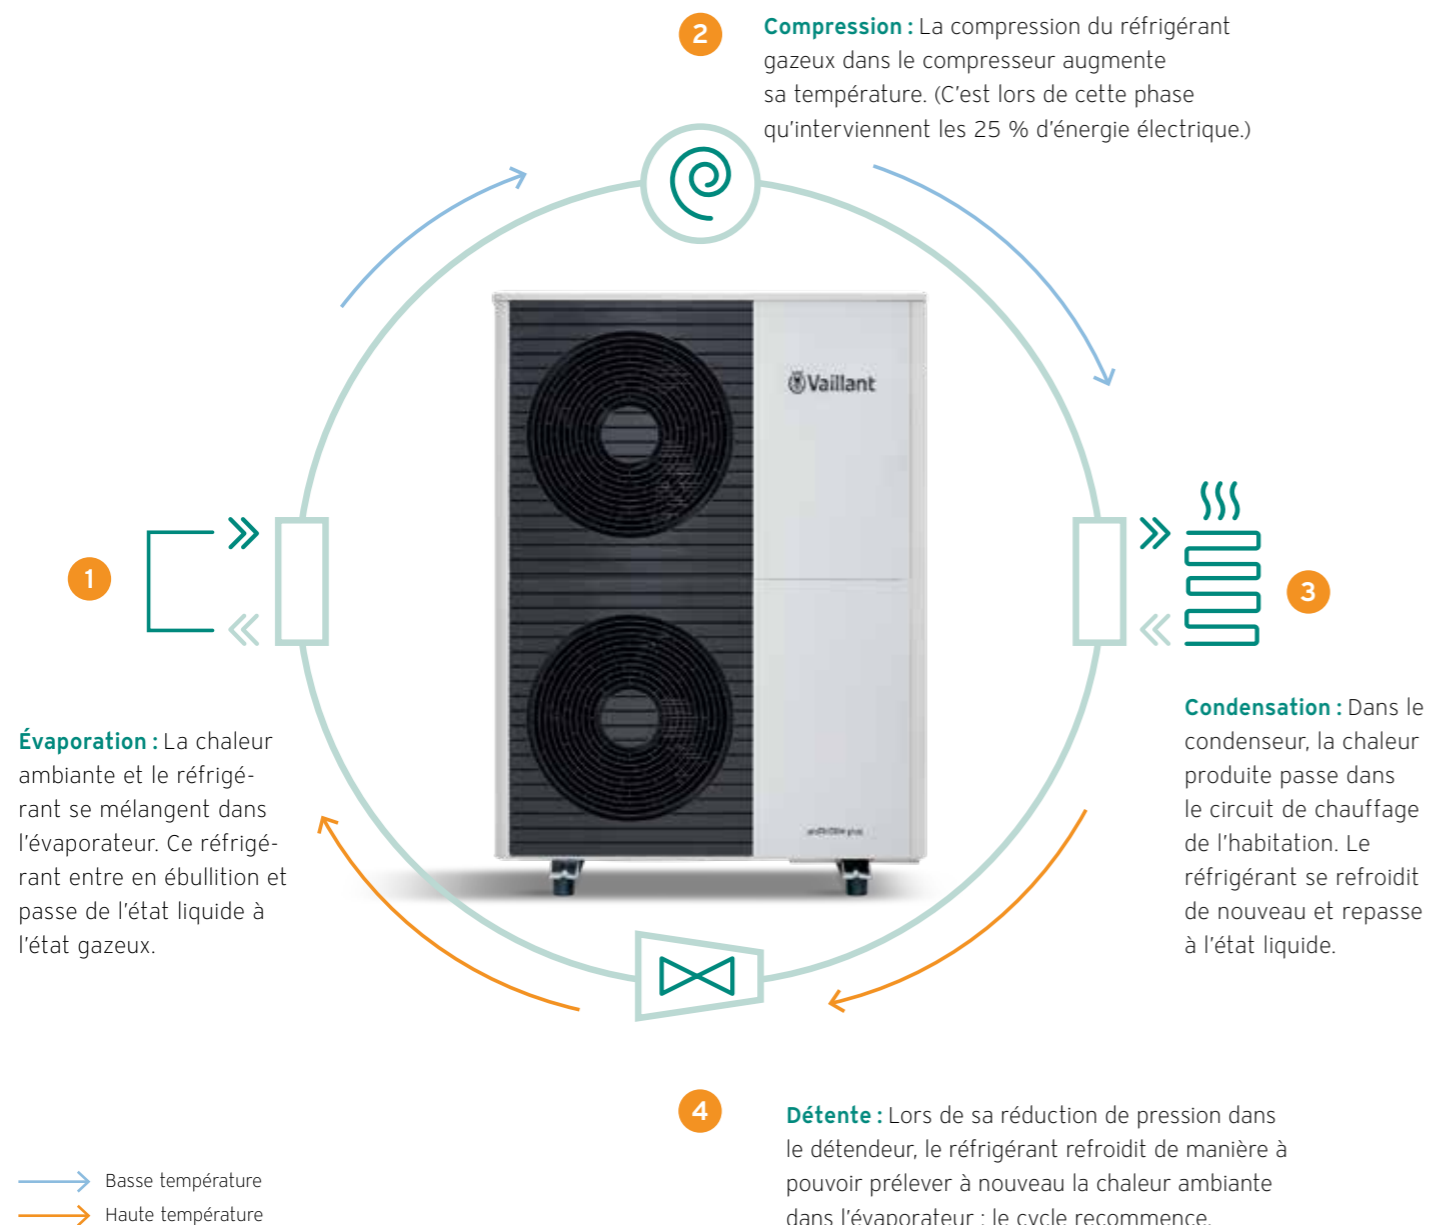 2
Compression : La compression du réfrigérant
gazeux dans le compresseur augmente
sa température. (C'est lors de cette phase
qu'interviennent les 25 % d'énergie électrique.)
Vaillant
1
3
Évaporation : La chaleur
ambiante et le réfrigé-
rant se mélangent dans
l'évaporateur. Ce réfrigé-
rant entre en ébullition et
passe de l'état liquide à
l'état gazeux.
Condensation : Dans le
condenseur, la chaleur
produite passe dans
le circuit de chauffage
de l'habitation. Le
réfrigérant se refroidit
de nouveau et repasse
à l'état liquide.
4
Détente : Lors de sa réduction de pression dans
le détendeur, le réfrigérant refroidit de manière à
pouvoir prélever à nouveau la chaleur ambiante
dans l'évaporateur : le cycle recommence.
Basse température
Haute température